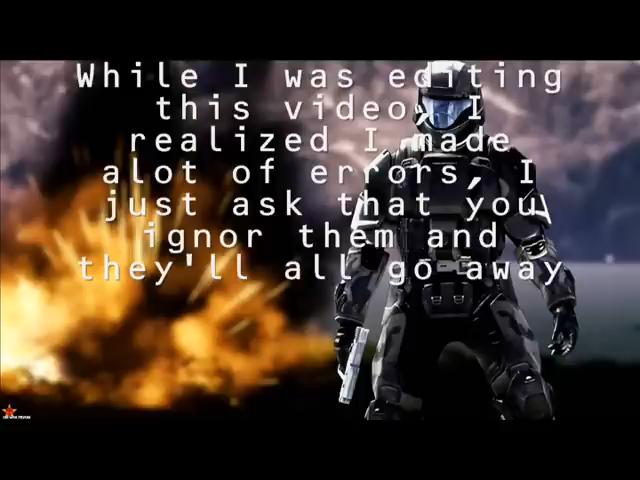 While I was editing
this video, I
realized I made
alot of errors, I
just ask that you
ignor them and
they'll all go away